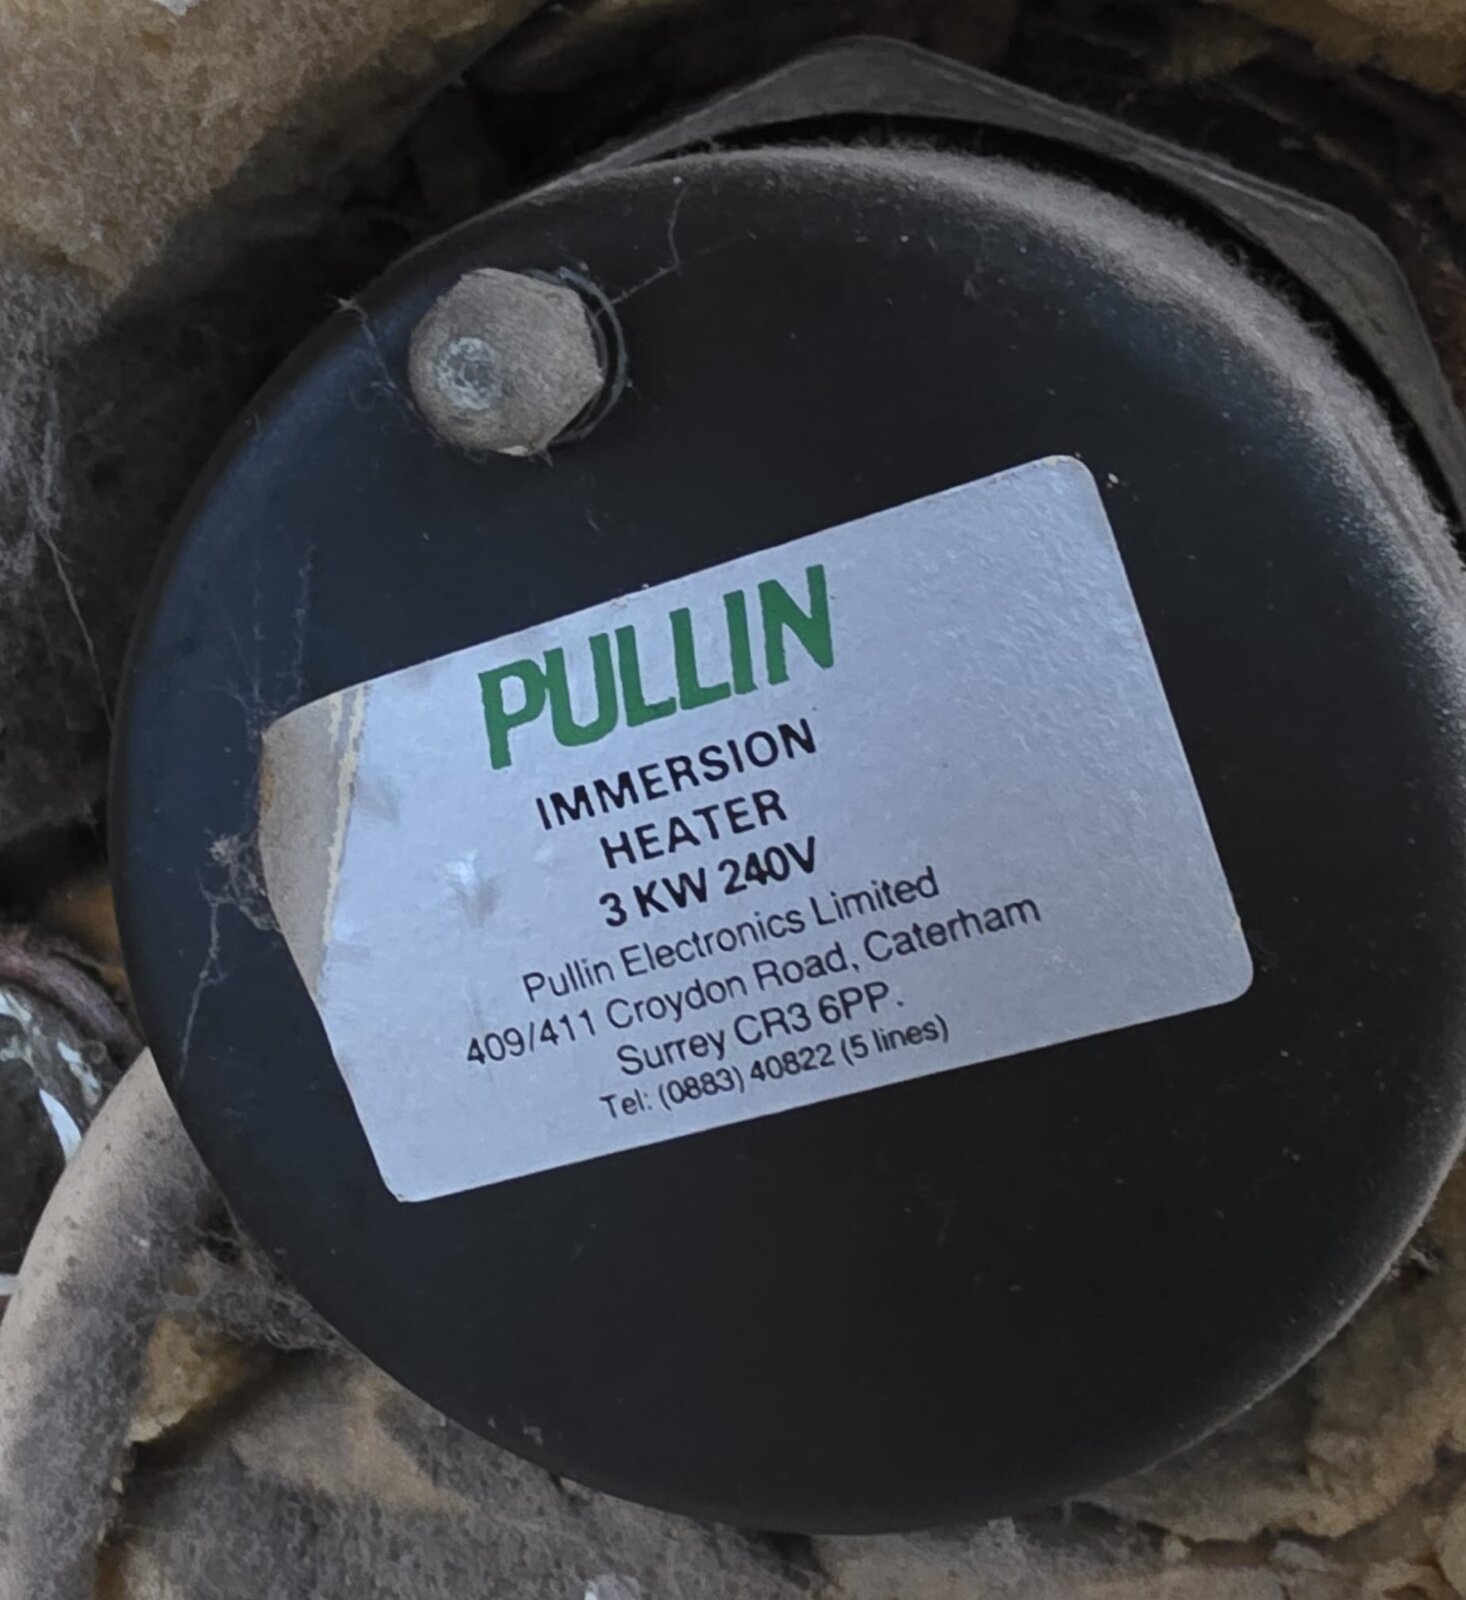 PULLIN
IMMERSION
HEATER
3 KW 240V
Pullin Electronics Limited
409/411 Croydon Road, Caterham
Surrey CR3 6PP.
Tel: (0883) 40822 (5 lines)